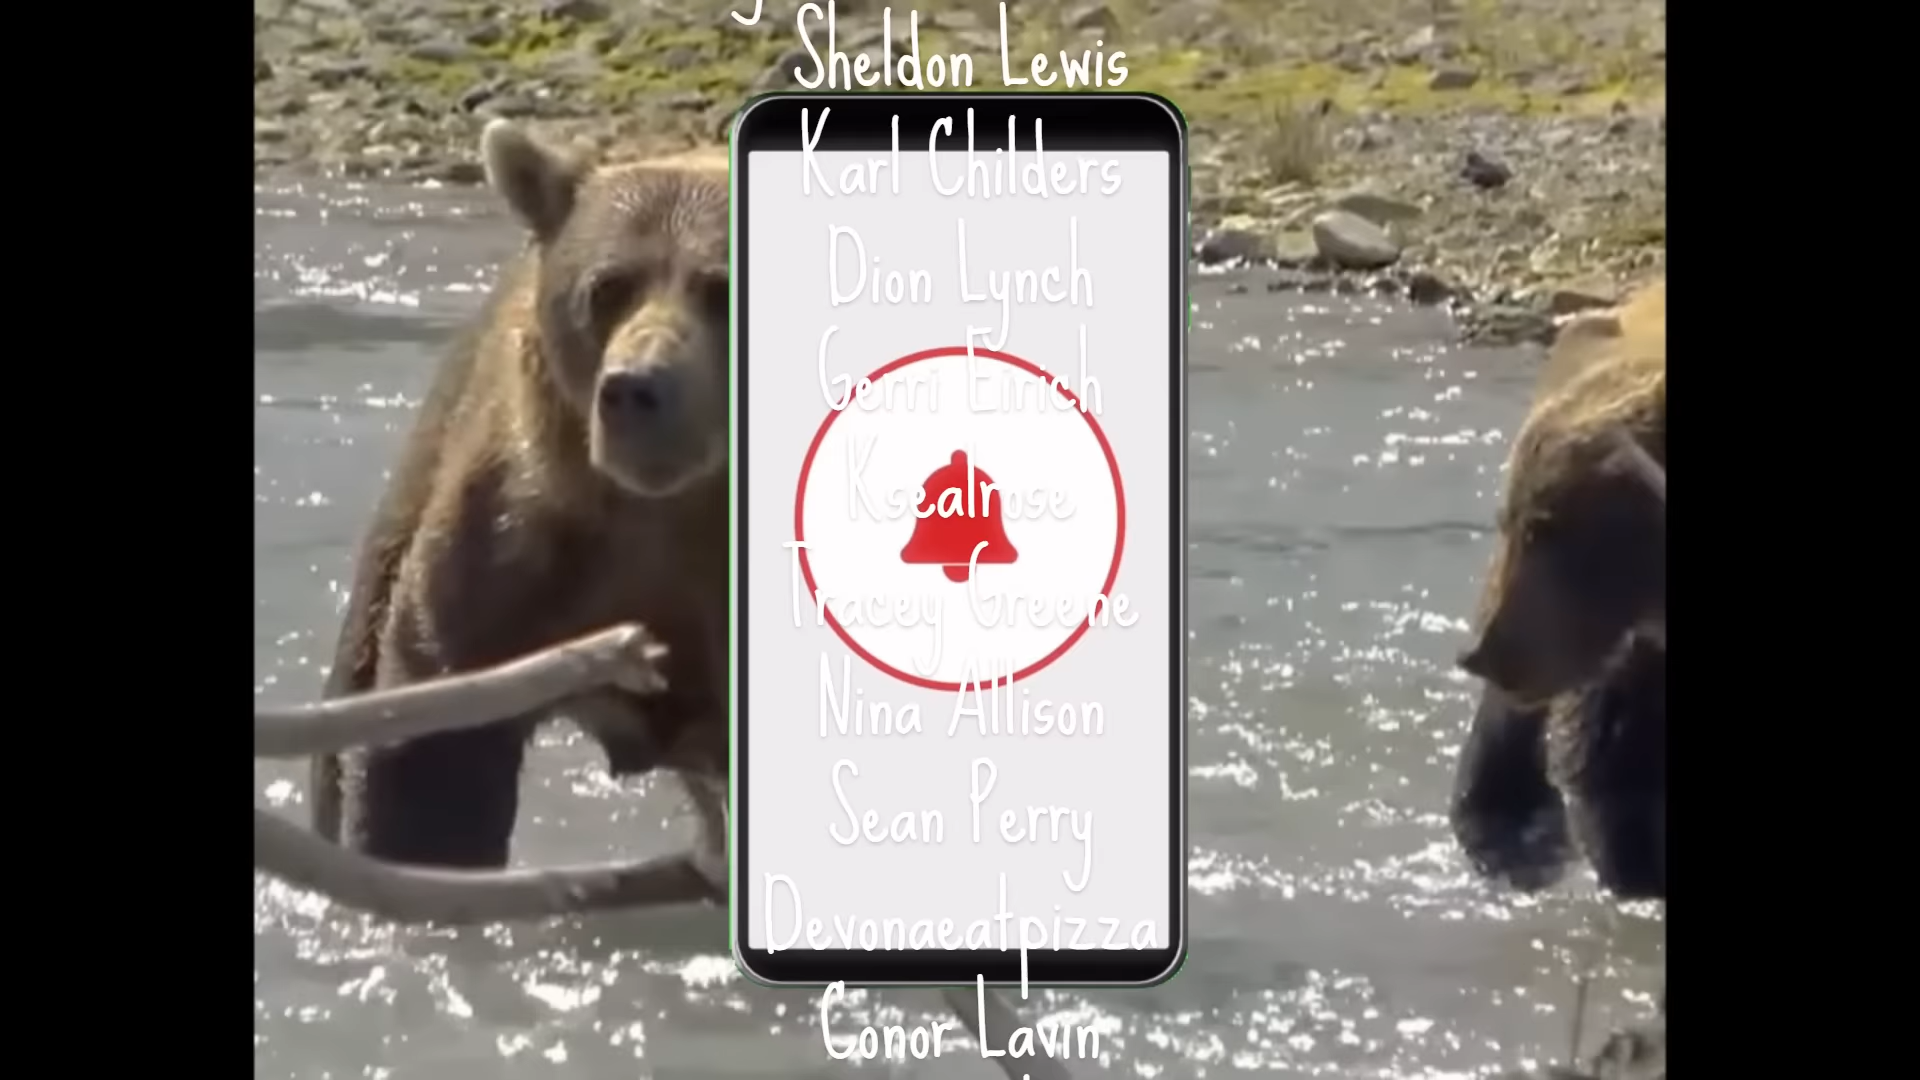 Sheldon Lewis
Karl Childers
Dion Lynch
Gerri Eirich
Ksealrose
Tracey Greene
Nina Allison
Sean Perry
Devonaeatpizza
Conor Lavin